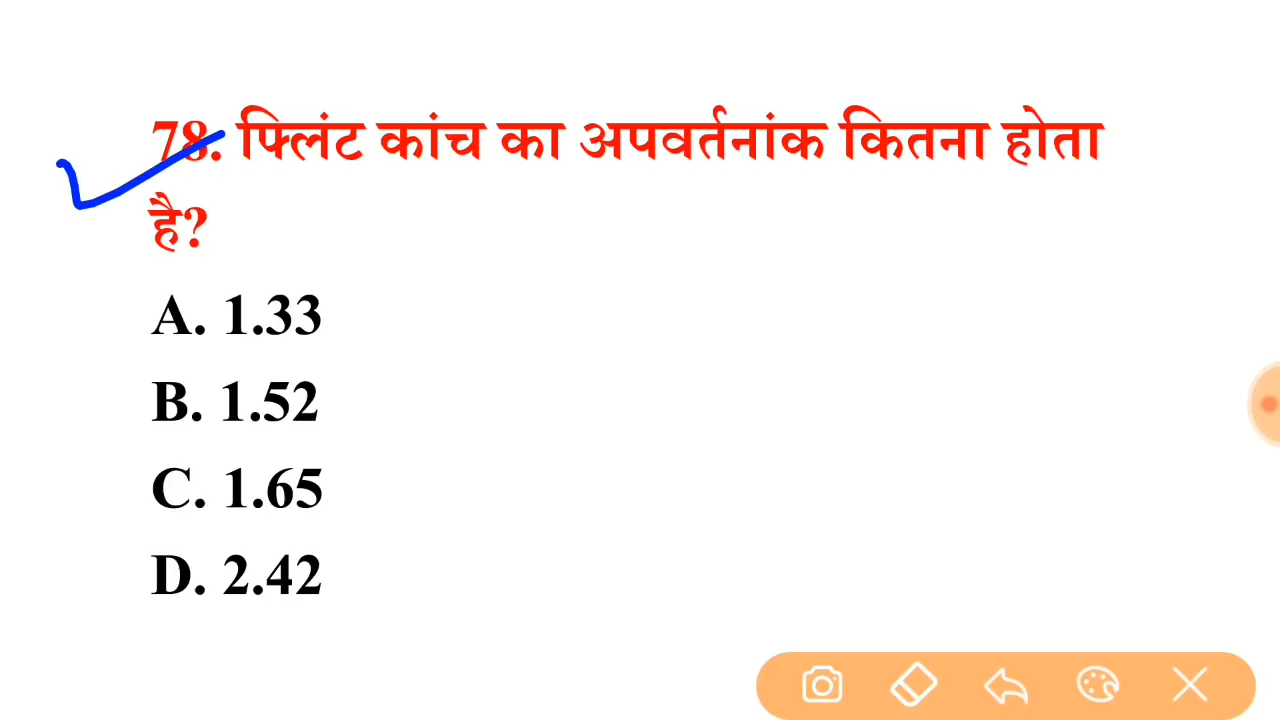 78. फ्लिंट कांच का अपवर्तनांक कितना होता
है?
A. 1.33
B. 1.52
C. 1.65
D. 2.42